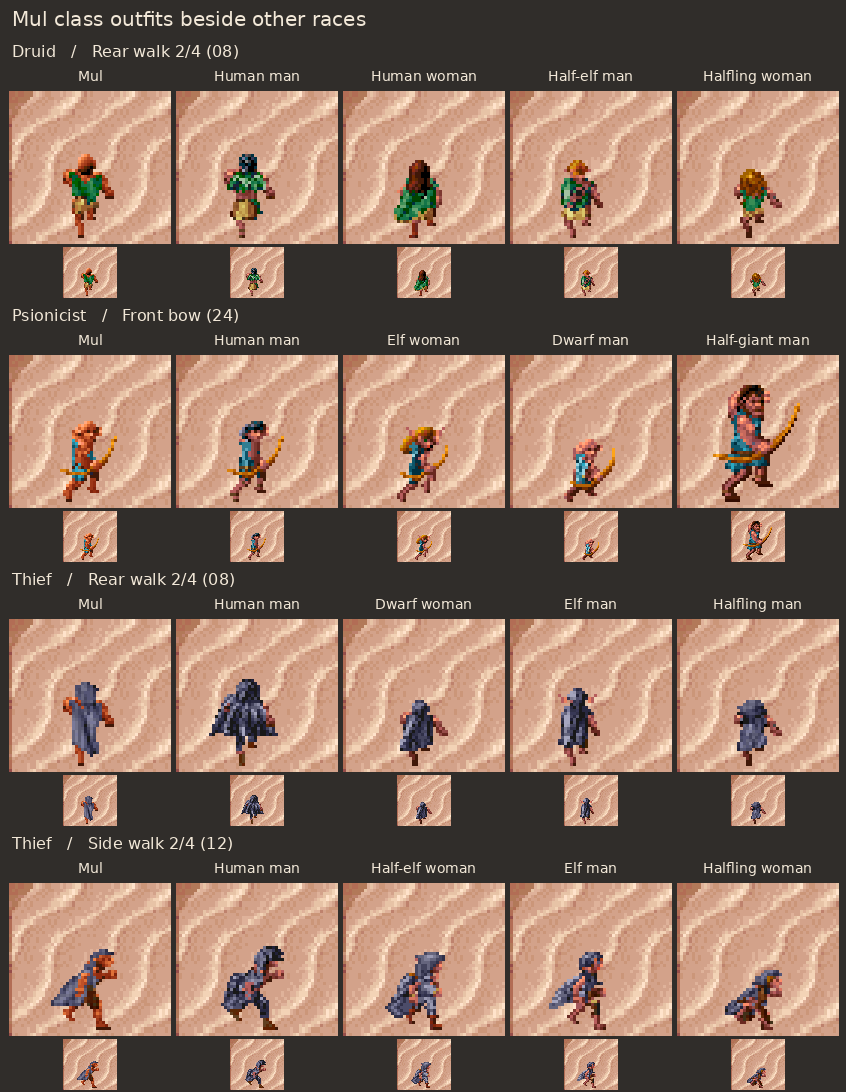 Mul class outfits beside other races
Druid / Rear walk 2/4 (08)
Mul Human man Human woman Half-elf man Halfling woman
Psionicist / Front bow (24)
Mul Human man Elf woman Dwarf man Half-giant man
Thief / Rear walk 2/4 (08)
Mul Human man Dwarf woman Elf man Halfling man
Thief / Side walk 2/4 (12)
Mul Human man Half-elf woman Elf man Halfling woman